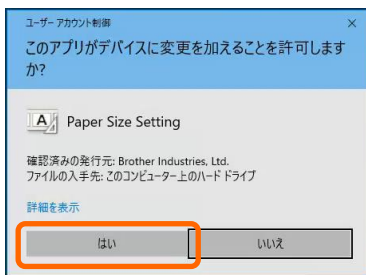 ユーザー アカウント制御
このアプリがデバイスに変更を加えることを許可します
か?
A
Paper Size Setting
確認済みの発行元: Brother Industries, Ltd.
ファイルの入手先: このコンピューター上のハード ドライブ
詳細を表示
はい
いいえ